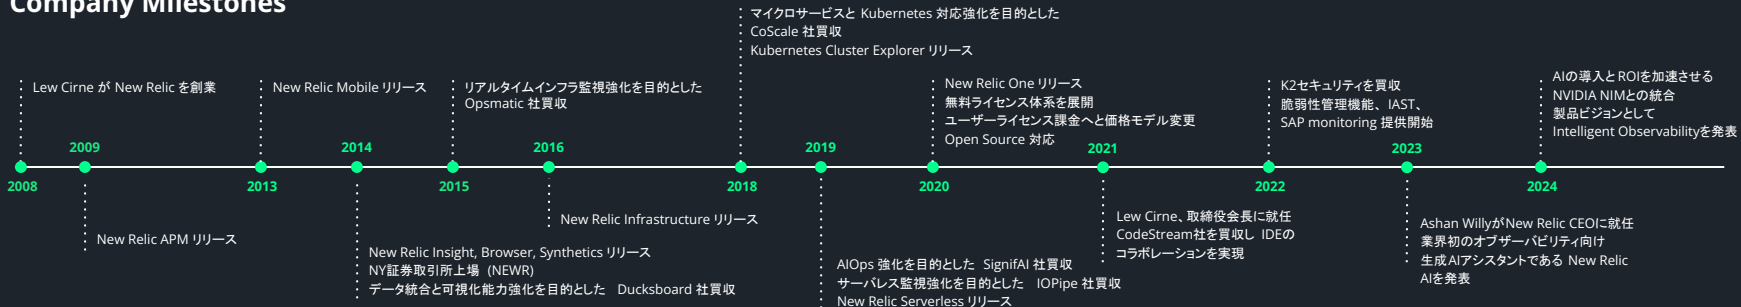 Company Milestones
2008
Lew Cirne が New Relic を創業
2009
New Relic APM リリース
2013
New Relic Mobile リリース
2014
New Relic Insight, Browser, Synthetics リリース
NY証券取引所上場 (NEWR)
データ統合と可視化能力強化を目的とした Ducksboard 社買収
2015
リアルタイムインフラ監視強化を目的とした
Opsmatic 社買収
2016
New Relic Infrastructure リリース
2018
マイクロサービスと Kubernetes 対応強化を目的とした
CoScale 社買収
Kubernetes Cluster Explorer リリース
2019
AIOps 強化を目的とした SignifAI 社買収
サーバレス監視強化を目的とした IOPipe 社買収
New Relic Serverless リリース
2020
New Relic One リリース
無料ライセンス体系を展開
ユーザーライセンス課金へと価格モデル変更
Open Source 対応
2021
Lew Cirne、取締役会長に就任
CodeStream社を買収し IDEの
コラボレーションを実現
2022
K2セキュリティを買収
脆弱性管理機能、IAST、
SAP monitoring 提供開始
2023
Ashan WillyがNew Relic CEOに就任
業界初のオブザーバビリティ向け
生成AIアシスタントである New Relic
AIを発表
2024
AIの導入とROIを加速させる
NVIDIA NIMとの統合
製品ビジョンとして
Intelligent Observabilityを発表